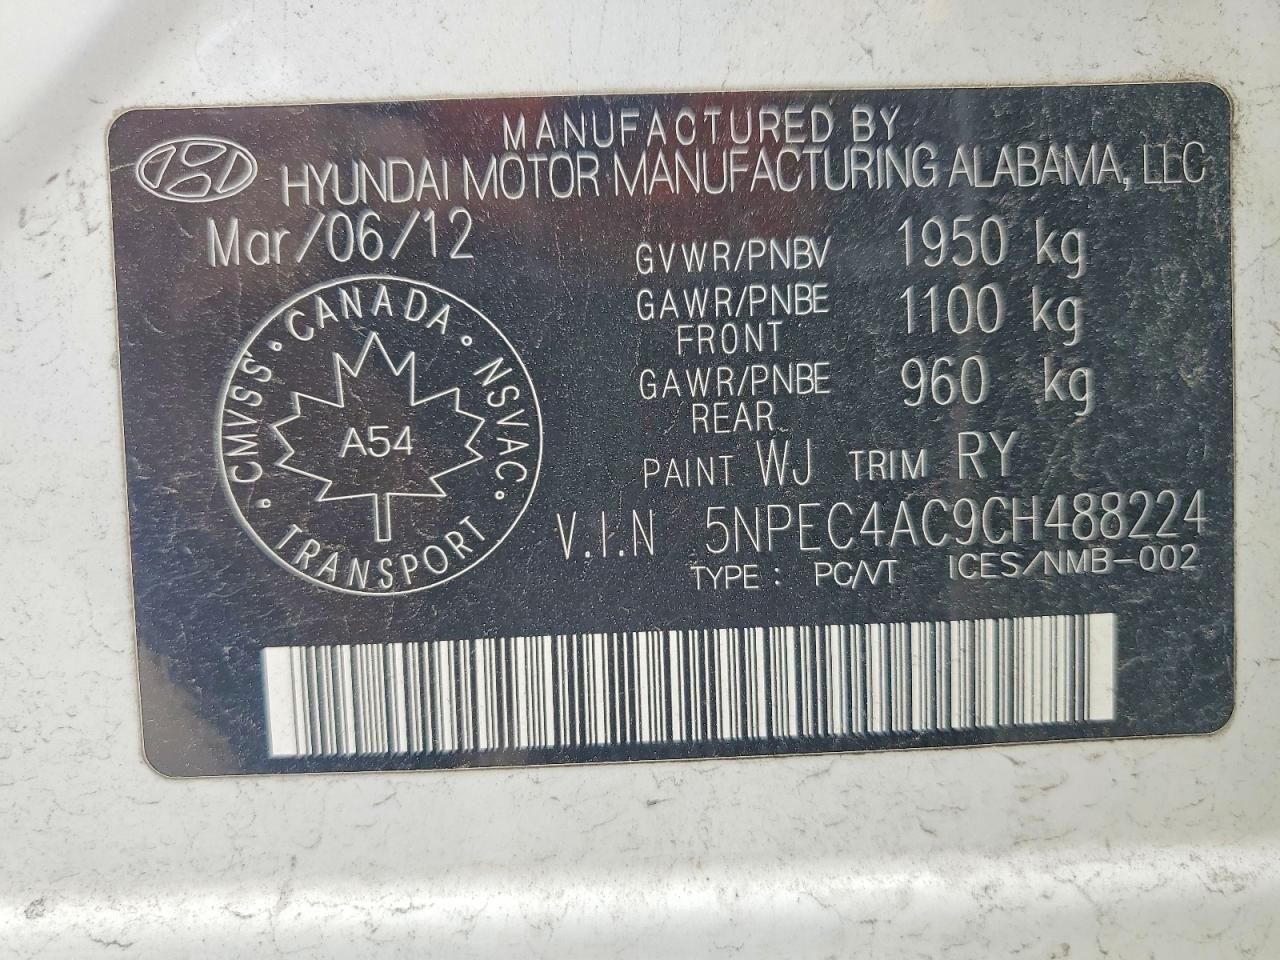 MANUFACTURED BY
HYUNDAI MOTOR MANUFACTURING ALABAMA, LLC
Mar/06/12
GVWR/PNBV 1950 kg
GAWR/PNBE FRONT 1100 kg
GAWR/PNBE REAR 960 kg
PAINT WJ TRIM RY
V.I.N 5NPEC4AC9CH488224
TYPE : PC/VT ICES/NMB-002
CMVSS · CANADA · NSVAC · TRANSPORT ·
A54